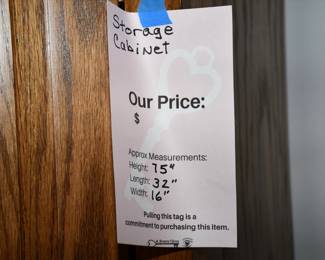 Storage
Cabinet
Our Price:
$
Approx Measurements:
Height: 75"
Length: 32"
Width: 16"
Pulling this tag is a
commitment to purchasing this item.